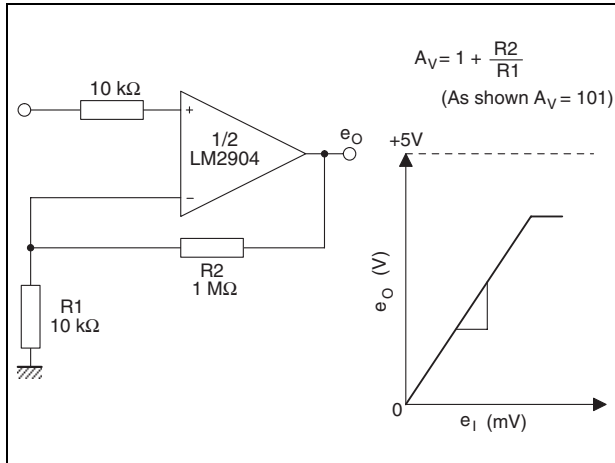 10 kΩ
+
1/2
LM2904
−
e_O
R2
1 MΩ
R1
10 kΩ
A_V = 1 + R2/R1
(As shown A_V = 101)
+5V
e_O (V)
0
e_I (mV)